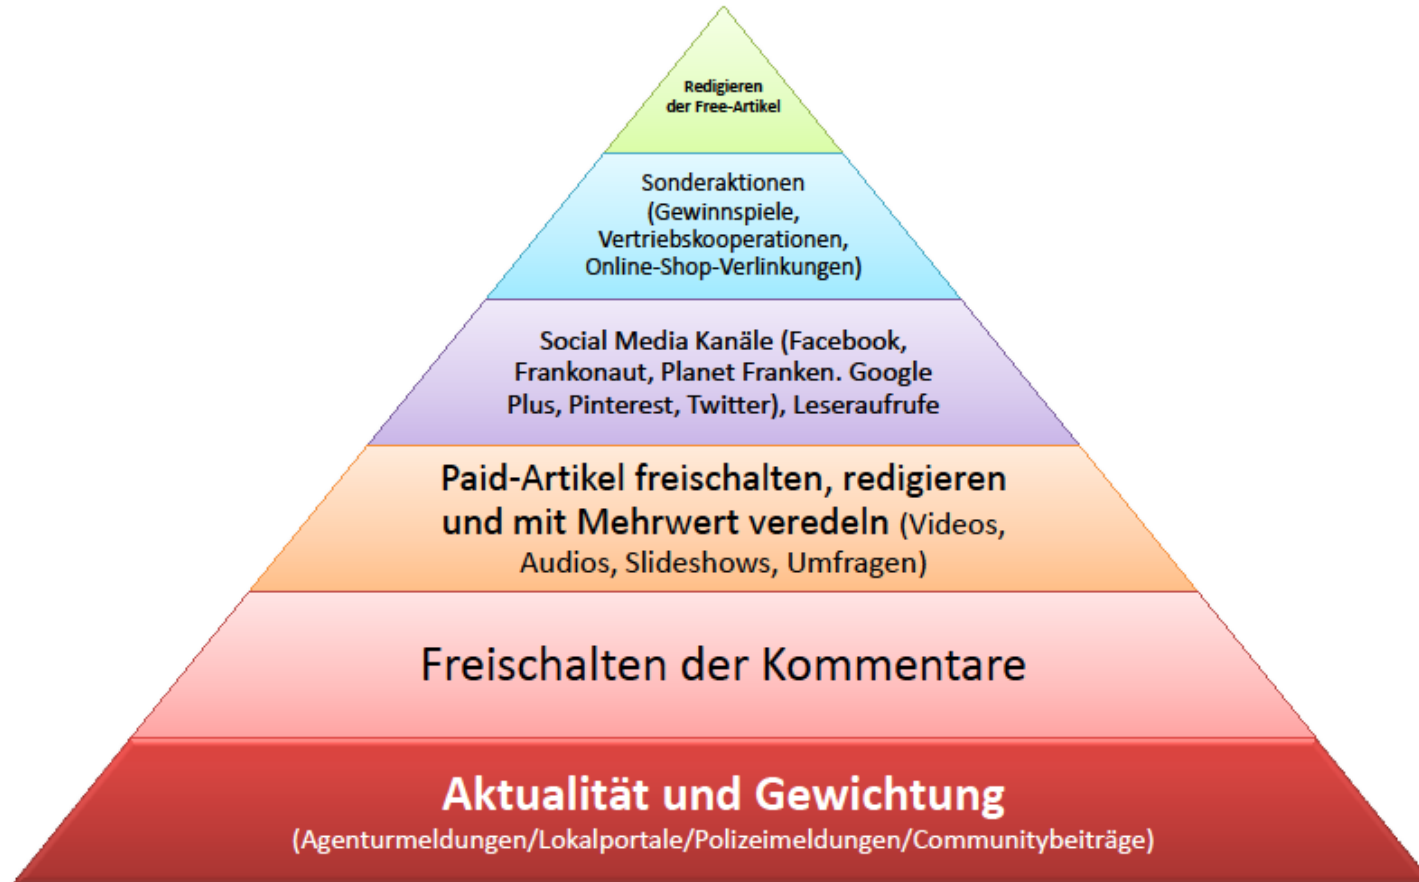 Redigieren
der Free-Artikel
Sonderaktionen
(Gewinnspiele,
Vertriebskooperationen,
Online-Shop-Verlinkungen)
Social Media Kanäle (Facebook,
Frankonaut, Planet Franken. Google
Plus, Pinterest, Twitter), Leseraufrufe
Paid-Artikel freischalten, redigieren
und mit Mehrwert veredeln (Videos,
Audios, Slideshows, Umfragen)
Freischalten der Kommentare
Aktualität und Gewichtung
(Agenturmeldungen/Lokalportale/Polizeimeldungen/Communitybeiträge)